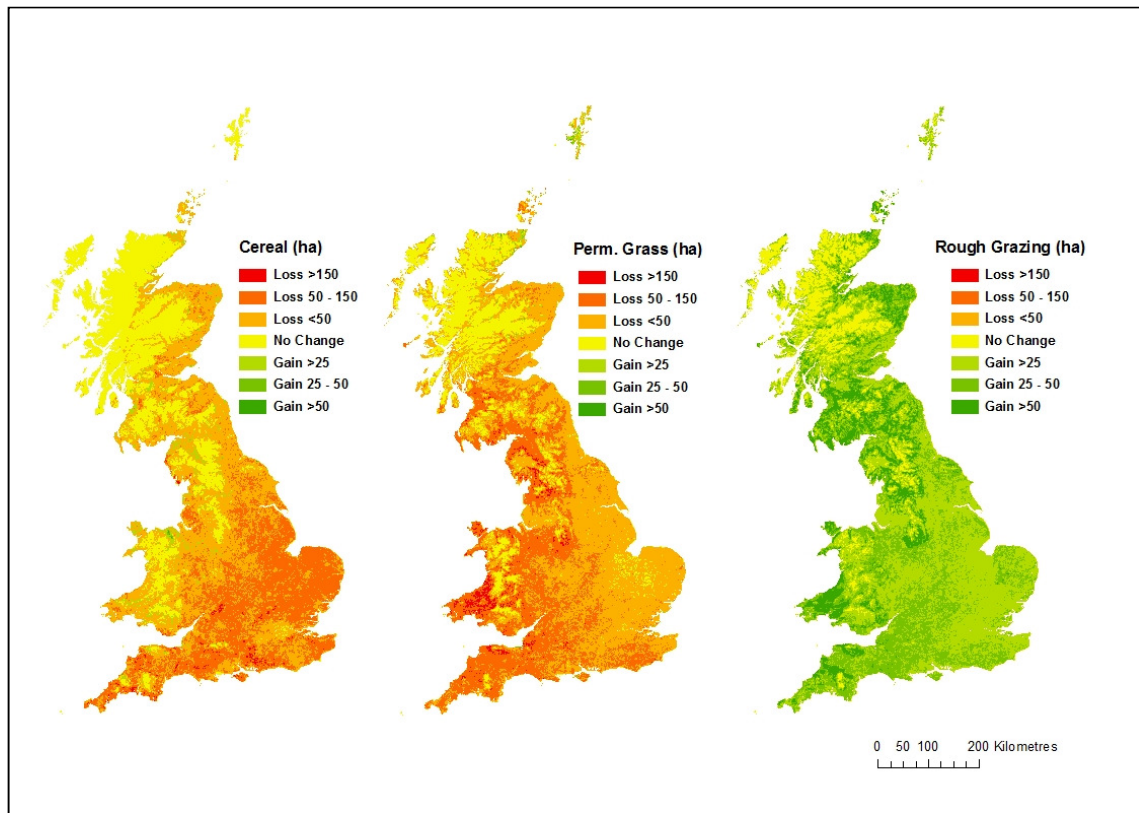 Cereal (ha)
Loss >150
Loss 50 - 150
Loss <50
No Change
Gain >25
Gain 25 - 50
Gain >50
Perm. Grass (ha)
Loss >150
Loss 50 - 150
Loss <50
No Change
Gain >25
Gain 25 - 50
Gain >50
Rough Grazing (ha)
Loss >150
Loss 50 - 150
Loss <50
No Change
Gain >25
Gain 25 - 50
Gain >50
0 50 100 200 Kilometres